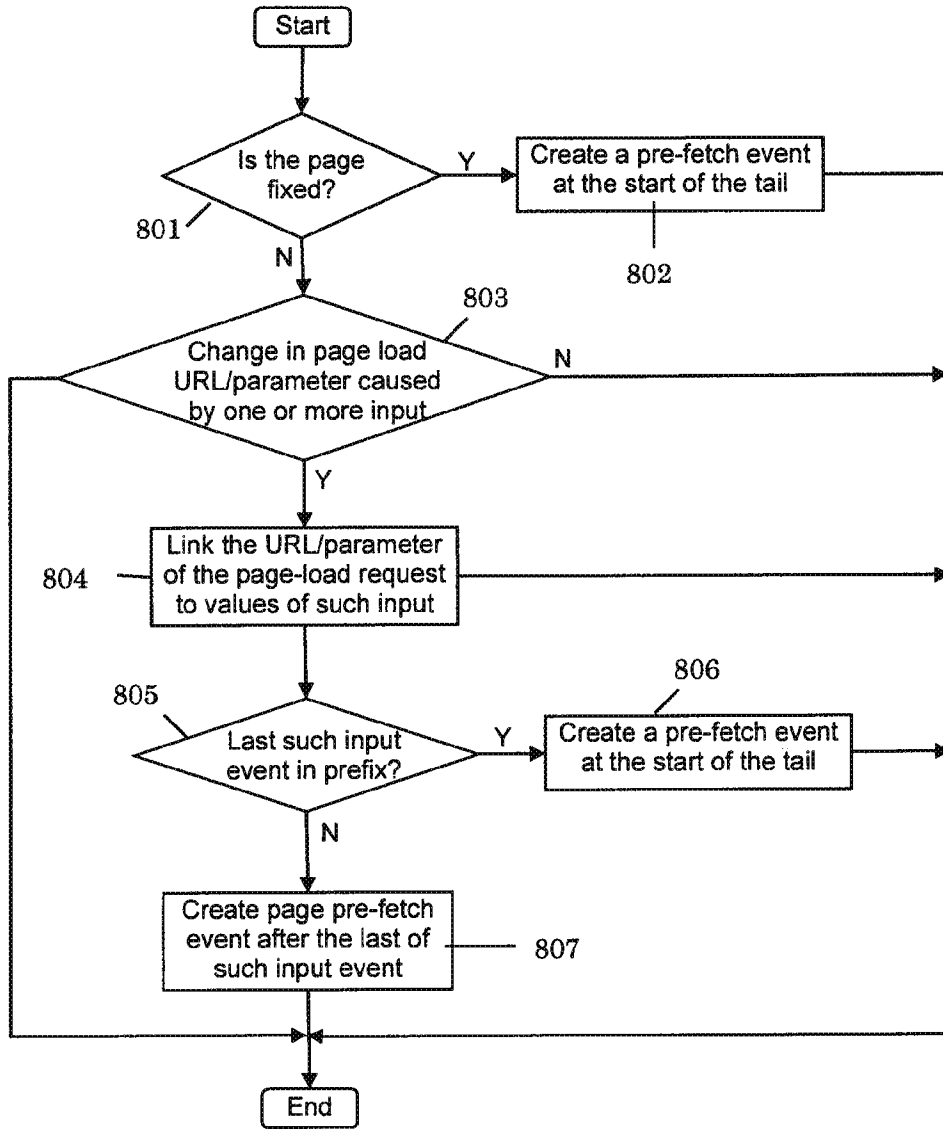 Start
Is the page
fixed?
Y
Create a pre-fetch event
at the start of the tail
801
802
N
803
Change in page load
URL/parameter caused
by one or more input
N
Y
Link the URL/parameter
of the page-load request
to values of such input
804
805
806
Last such input
event in prefix?
Y
Create a pre-fetch event
at the start of the tail
N
Create page pre-fetch
event after the last of
such input event
807
End